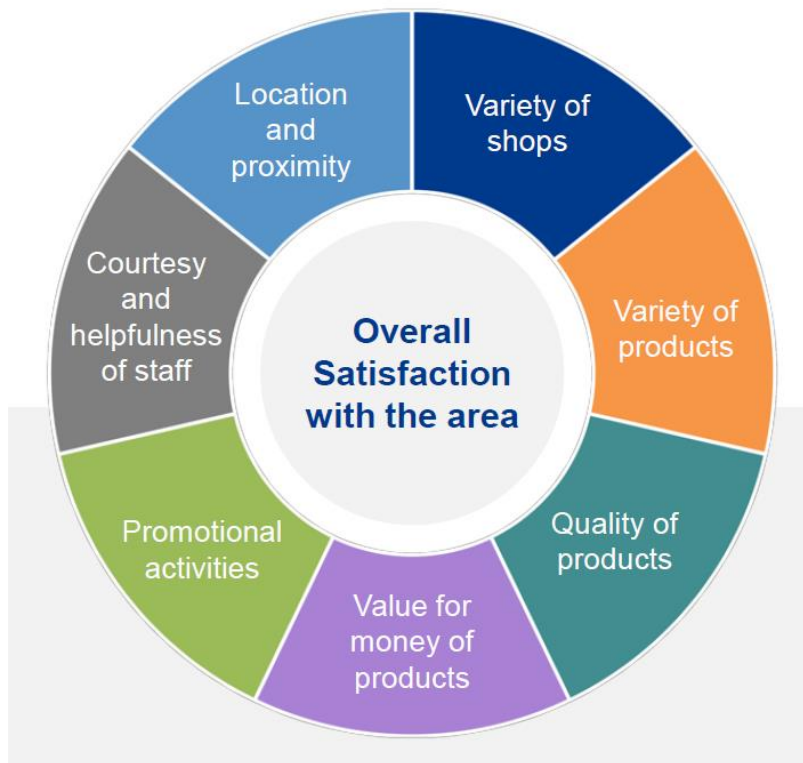 Location
and
proximity
Variety of
shops
Courtesy
and
helpfulness
of staff
Variety of
products
Overall
Satisfaction
with the area
Promotional
activities
Quality of
products
Value for
money of
products